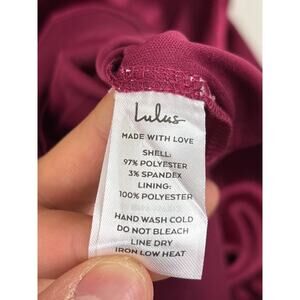 Lulus
MADE WITH LOVE
SHELL:
97% POLYESTER
3% SPANDEX
LINING:
100% POLYESTER
HAND WASH COLD
DO NOT BLEACH
LINE DRY
IRON LOW HEAT